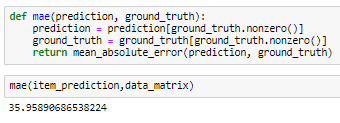 def mae(prediction, ground_truth):
    prediction = prediction[ground_truth.nonzero()]
    ground_truth = ground_truth[ground_truth.nonzero()]
    return mean_absolute_error(prediction, ground_truth)
mae(item_prediction,data_matrix)
35.95890686538224